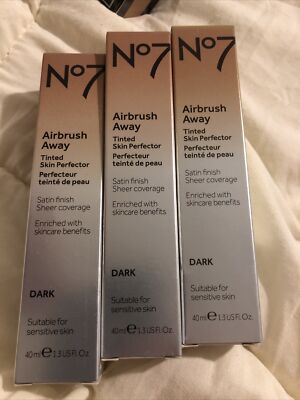 No7
Airbrush
Away
Tinted
Skin Perfector
Perfecteur
teinté de peau
Satin finish
Sheer coverage
Enriched with
skincare benefits
DARK
Suitable for
sensitive skin
40ml℮ 1.3 US Fl. Oz.
No7
Airbrush
Away
Tinted
Skin Perfector
Perfecteur
teinté de peau
Satin finish
Sheer coverage
Enriched with
skincare benefits
DARK
Suitable for
sensitive skin
40ml℮ 1.3 US Fl. Oz.
No7
Airbrush
Away
Tinted
Skin Perfector
Perfecteur
teinté de peau
Satin finish
Sheer coverage
Enriched with
skincare benefits
DARK
Suitable for
sensitive skin
40ml℮ 1.3 US Fl. Oz.